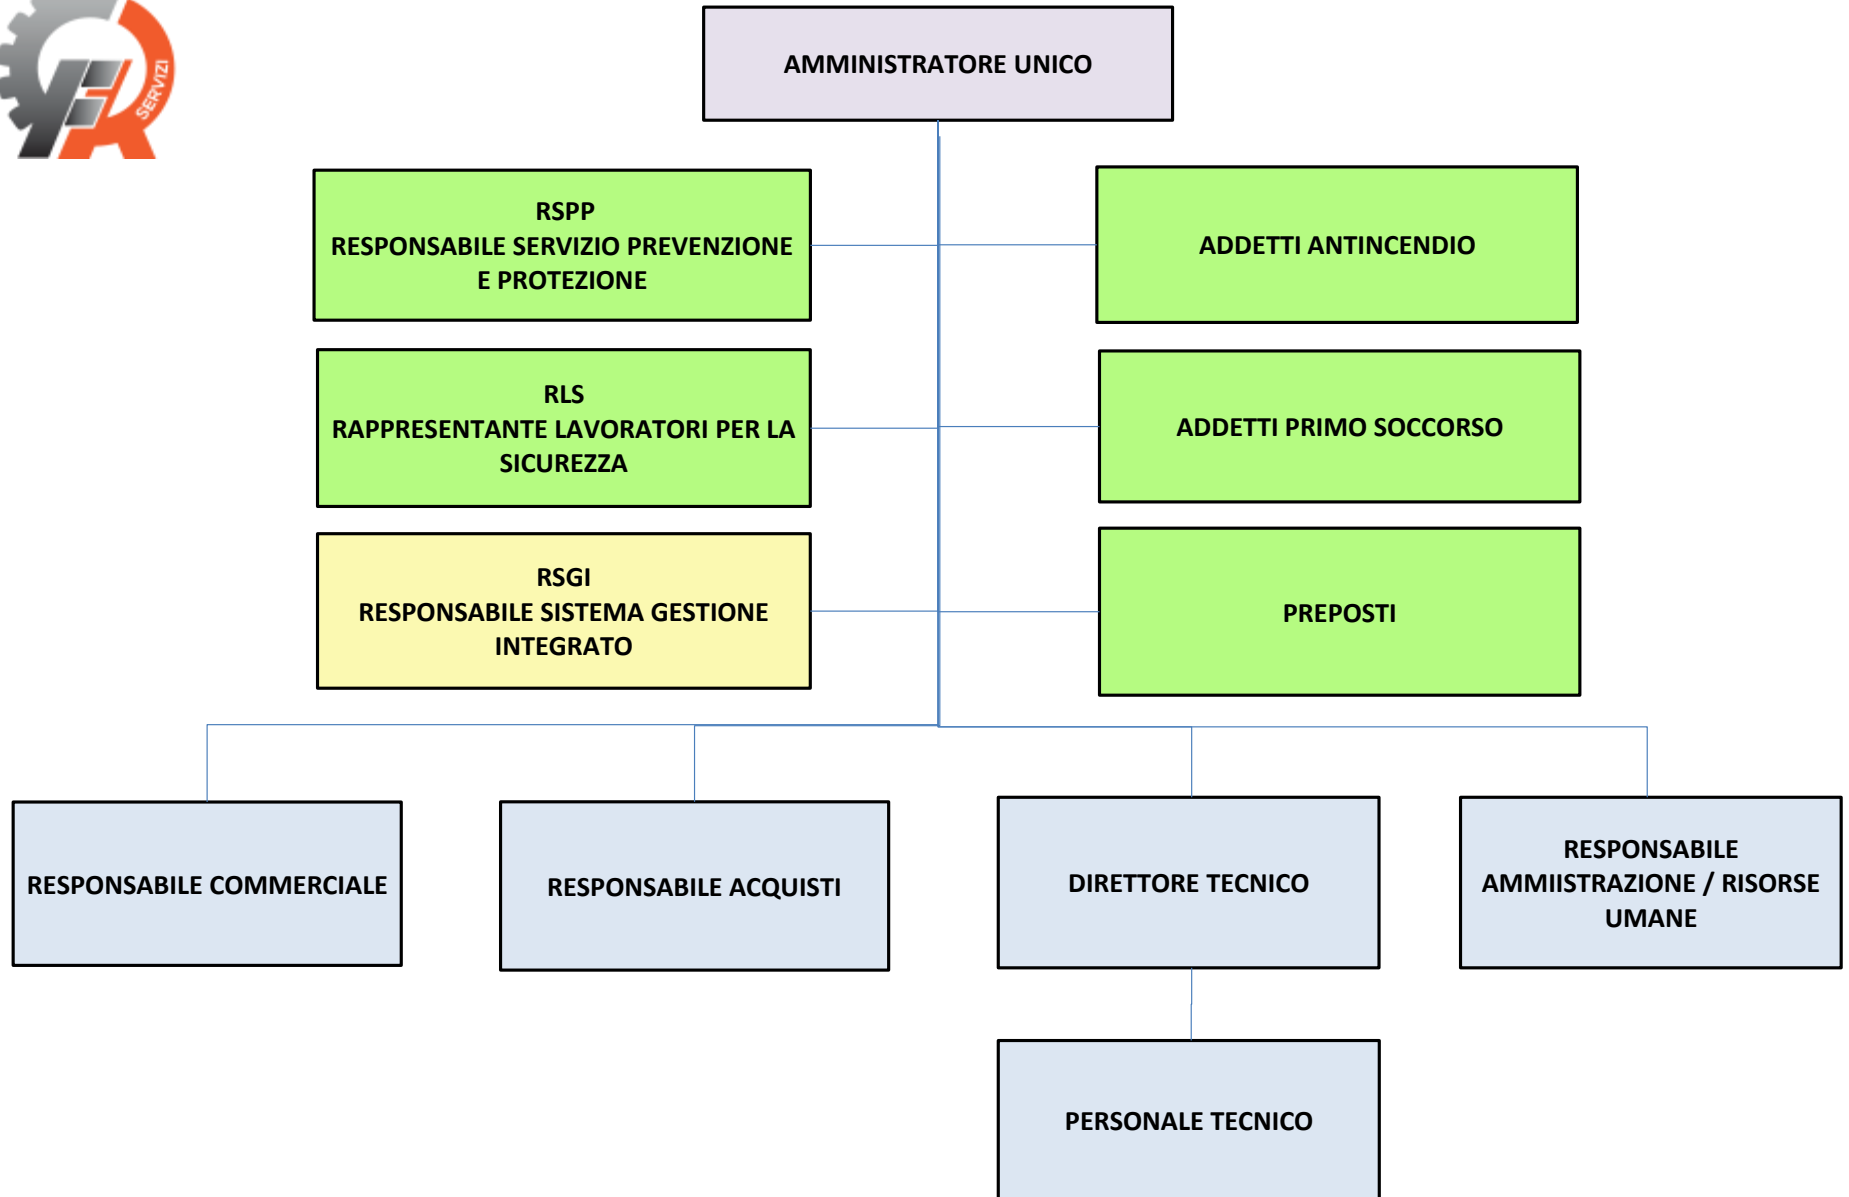 SERVIZI
AMMINISTRATORE UNICO
RSPP
RESPONSABILE SERVIZIO PREVENZIONE
E PROTEZIONE
ADDETTI ANTINCENDIO
RLS
RAPPRESENTANTE LAVORATORI PER LA
SICUREZZA
ADDETTI PRIMO SOCCORSO
RSGI
RESPONSABILE SISTEMA GESTIONE
INTEGRATO
PREPOSTI
RESPONSABILE COMMERCIALE
RESPONSABILE ACQUISTI
DIRETTORE TECNICO
RESPONSABILE
AMMIISTRAZIONE / RISORSE
UMANE
PERSONALE TECNICO